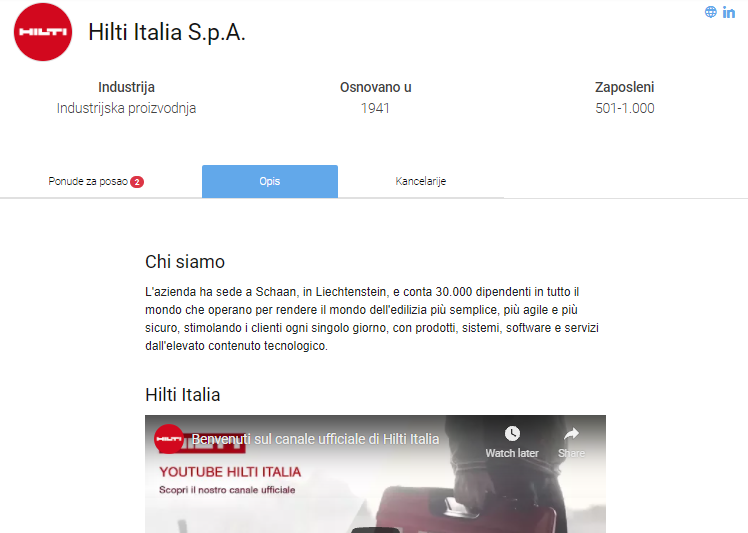 HILTI
Hilti Italia S.p.A.
Industrija
Osnovano u
Zaposleni
Industrijska proizvodnja
1941
501-1.000
Ponude za posao 2
Opis
Kancelarije
Chi siamo
L'azienda ha sede a Schaan, in Liechtenstein, e conta 30.000 dipendenti in tutto il
mondo che operano per rendere il mondo dell'edilizia più semplice, più agile e più
sicuro, stimolando i clienti ogni singolo giorno, con prodotti, sistemi, software e servizi
dall'elevato contenuto tecnologico.
Hilti Italia
HILTI
Benvenuti sul canale ufficiale di Hilti Italia
Watch later
Share
HILTI
YOUTUBE HILTI ITALIA
Scopri il nostro canale ufficiale